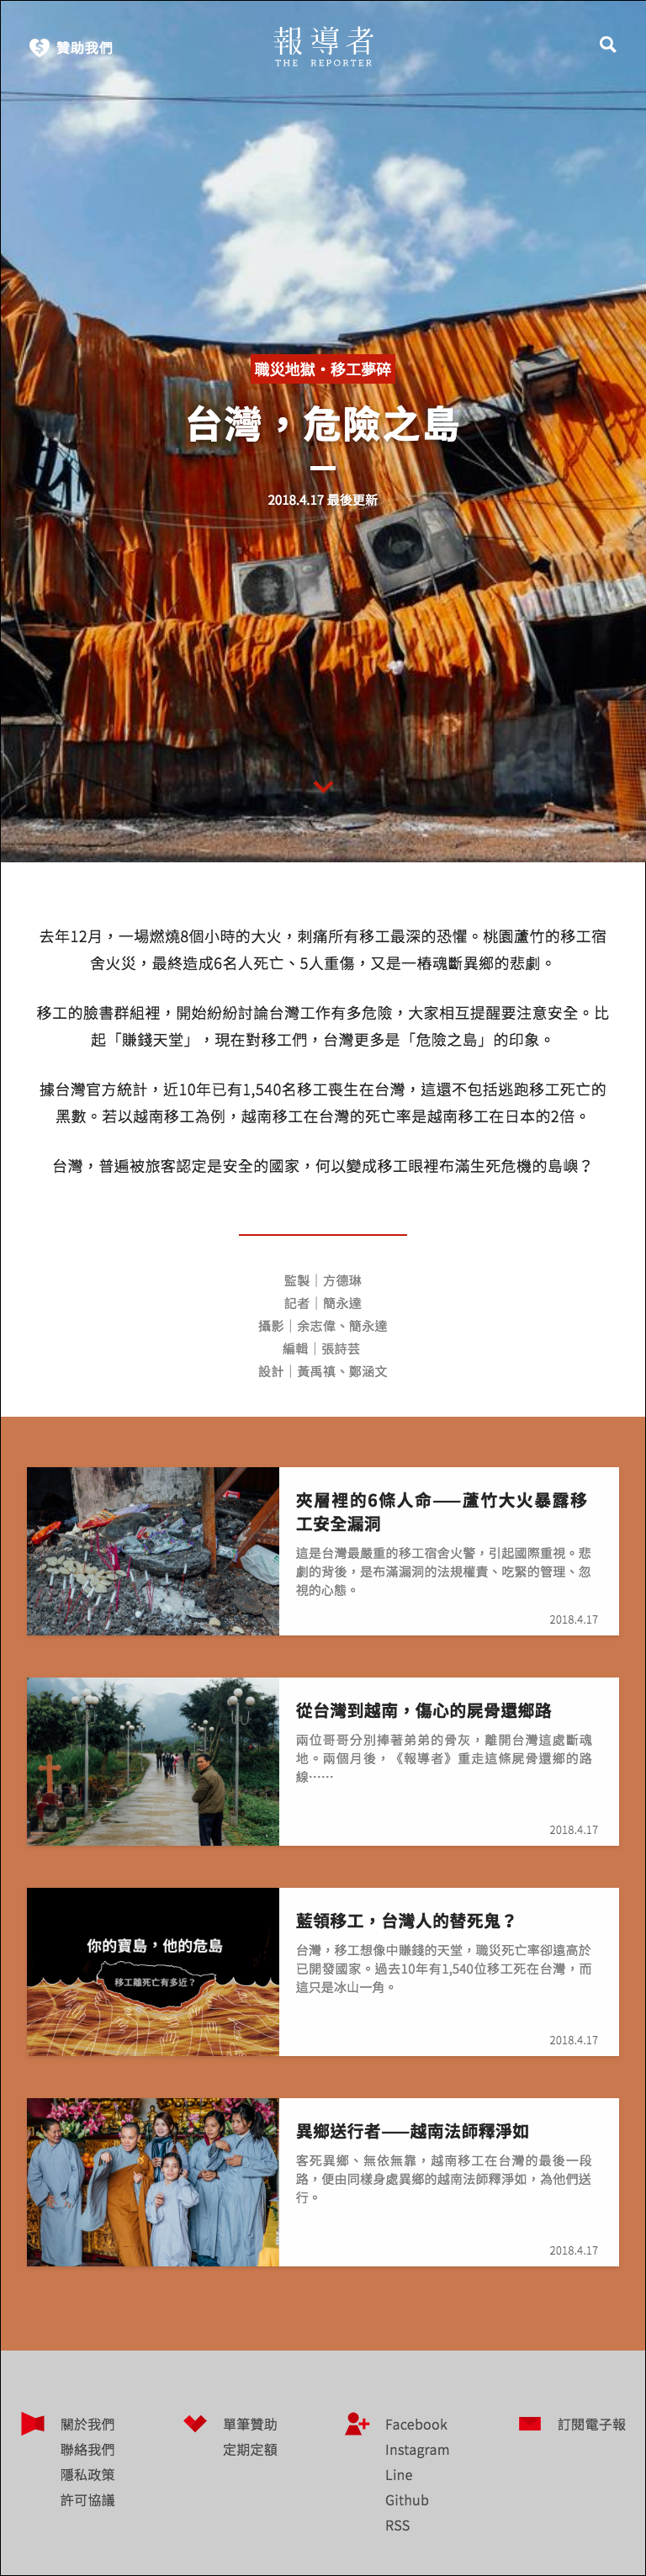 贊助我們
報導者
THE REPORTER
職災地獄・移工夢碎
台灣，危險之島
2018.4.17 最後更新
去年12月，一場燃燒8個小時的大火，刺痛所有移工最深的恐懼。桃園蘆竹的移工宿
舍火災，最終造成6名人死亡、5人重傷，又是一樁魂斷異鄉的悲劇。
移工的臉書群組裡，開始紛紛討論台灣工作有多危險，大家相互提醒要注意安全。比
起「賺錢天堂」，現在對移工們，台灣更多是「危險之島」的印象。
據台灣官方統計，近10年已有1,540名移工喪生在台灣，這還不包括逃跑移工死亡的
黑數。若以越南移工為例，越南移工在台灣的死亡率是越南移工在日本的2倍。
台灣，普遍被旅客認定是安全的國家，何以變成移工眼裡布滿生死危機的島嶼？
監製｜方德琳
記者｜簡永達
攝影｜余志偉、簡永達
編輯｜張詩芸
設計｜黃禹禛、鄭涵文
夾層裡的6條人命——蘆竹大火暴露移
工安全漏洞
這是台灣最嚴重的移工宿舍火警，引起國際重視。悲
劇的背後，是布滿漏洞的法規權責、吃緊的管理、忽
視的心態。
2018.4.17
從台灣到越南，傷心的屍骨還鄉路
兩位哥哥分別捧著弟弟的骨灰，離開台灣這處斷魂
地。兩個月後，《報導者》重走這條屍骨還鄉的路
線⋯⋯
2018.4.17
你的寶島，他的危島
移工離死亡有多近？
藍領移工，台灣人的替死鬼？
台灣，移工想像中賺錢的天堂，職災死亡率卻遠高於
已開發國家。過去10年有1,540位移工死在台灣，而
這只是冰山一角。
2018.4.17
異鄉送行者——越南法師釋淨如
客死異鄉、無依無靠，越南移工在台灣的最後一段
路，便由同樣身處異鄉的越南法師釋淨如，為他們送
行。
2018.4.17
關於我們
聯絡我們
隱私政策
許可協議
單筆贊助
定期定額
Facebook
Instagram
Line
Github
RSS
訂閱電子報